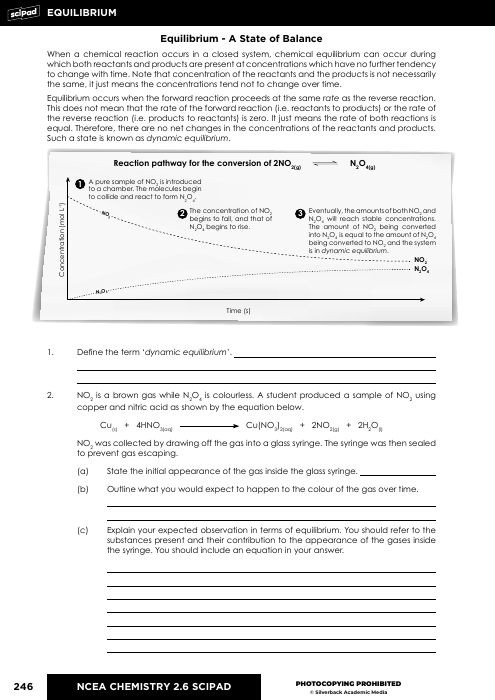 scipad EQUILIBRIUM
Equilibrium - A State of Balance
When a chemical reaction occurs in a closed system, chemical equilibrium can occur during
which both reactants and products are present at concentrations which have no further tendency
to change with time. Note that concentration of the reactants and the products is not necessarily
the same, it just means the concentrations tend not to change over time.
Equilibrium occurs when the forward reaction proceeds at the same rate as the reverse reaction.
This does not mean that the rate of the forward reaction (i.e. reactants to products) or the rate of
the reverse reaction (i.e. products to reactants) is zero. It just means the rate of both reactions is
equal. Therefore, there are no net changes in the concentrations of the reactants and products.
Such a state is known as dynamic equilibrium.
Reaction pathway for the conversion of 2NO₂(g) ⇌ N₂O₄(g)
1 A pure sample of NO₂ is introduced
to a chamber. The molecules begin
to collide and react to form N₂O₄.
2 The concentration of NO₂
begins to fall, and that of
N₂O₄ begins to rise.
3 Eventually, the amounts of both NO₂ and
N₂O₄ will reach stable concentrations.
The amount of NO₂ being converted
into N₂O₄ is equal to the amount of N₂O₄
being converted to NO₂ and the system
is in dynamic equilibrium.
Concentration (mol L⁻¹)
NO₂
N₂O₄
NO₂
N₂O₄
Time (s)
1. Define the term 'dynamic equilibrium'.
2. NO₂ is a brown gas while N₂O₄ is colourless. A student produced a sample of NO₂ using
copper and nitric acid as shown by the equation below.
Cu(s) + 4HNO₃(aq) → Cu(NO₃)₂(aq) + 2NO₂(g) + 2H₂O(l)
NO₂ was collected by drawing off the gas into a glass syringe. The syringe was then sealed
to prevent gas escaping.
(a) State the initial appearance of the gas inside the glass syringe.
(b) Outline what you would expect to happen to the colour of the gas over time.
(c) Explain your expected observation in terms of equilibrium. You should refer to the
substances present and their contribution to the appearance of the gases inside
the syringe. You should include an equation in your answer.
246 NCEA CHEMISTRY 2.6 SCIPAD
PHOTOCOPYING PROHIBITED
© Silverback Academic Media